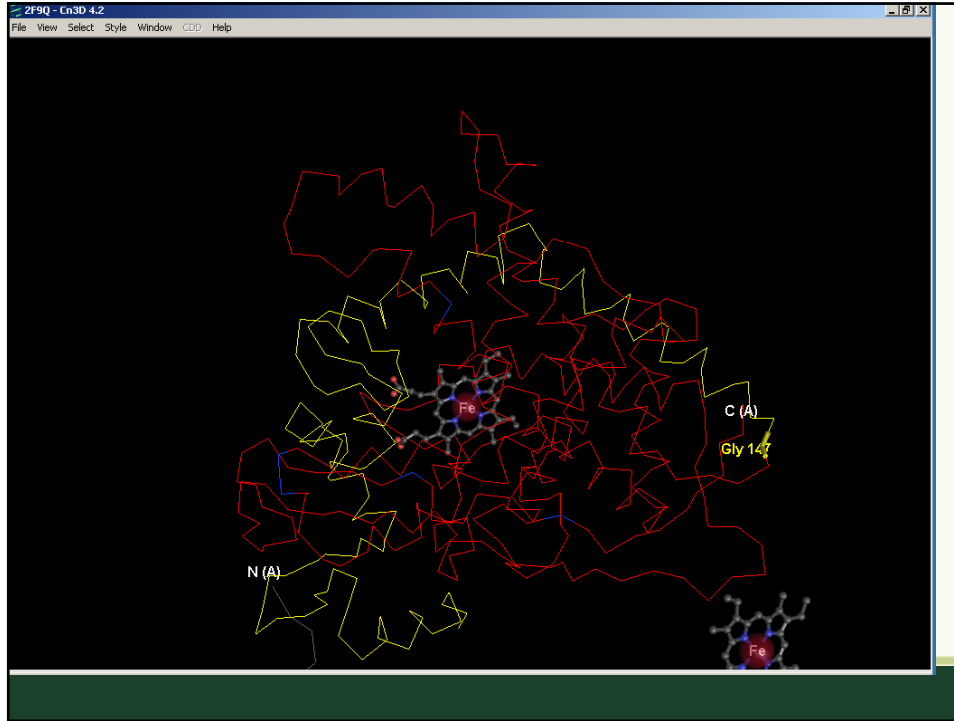 2F9Q - Cn3D 4.2
File View Select Style Window CDD Help
Fe
C (A)
Gly 147
N (A)
Fe